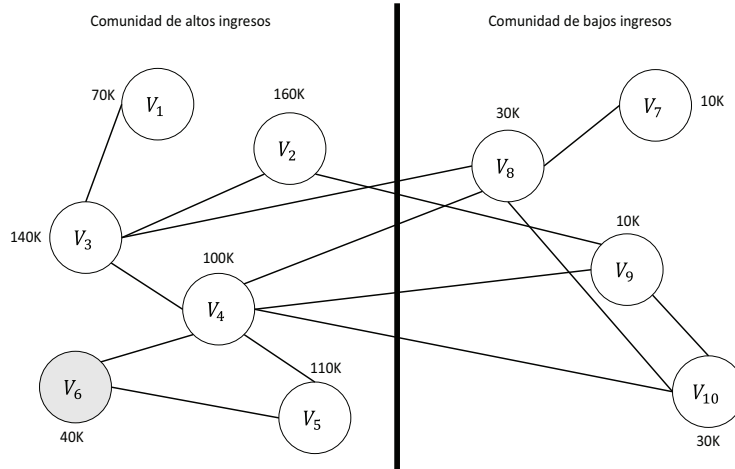 Comunidad de altos ingresos
Comunidad de bajos ingresos
70K
V1
160K
V2
30K
V8
V7
10K
140K
V3
100K
V4
10K
V9
V6
40K
110K
V5
V10
30K